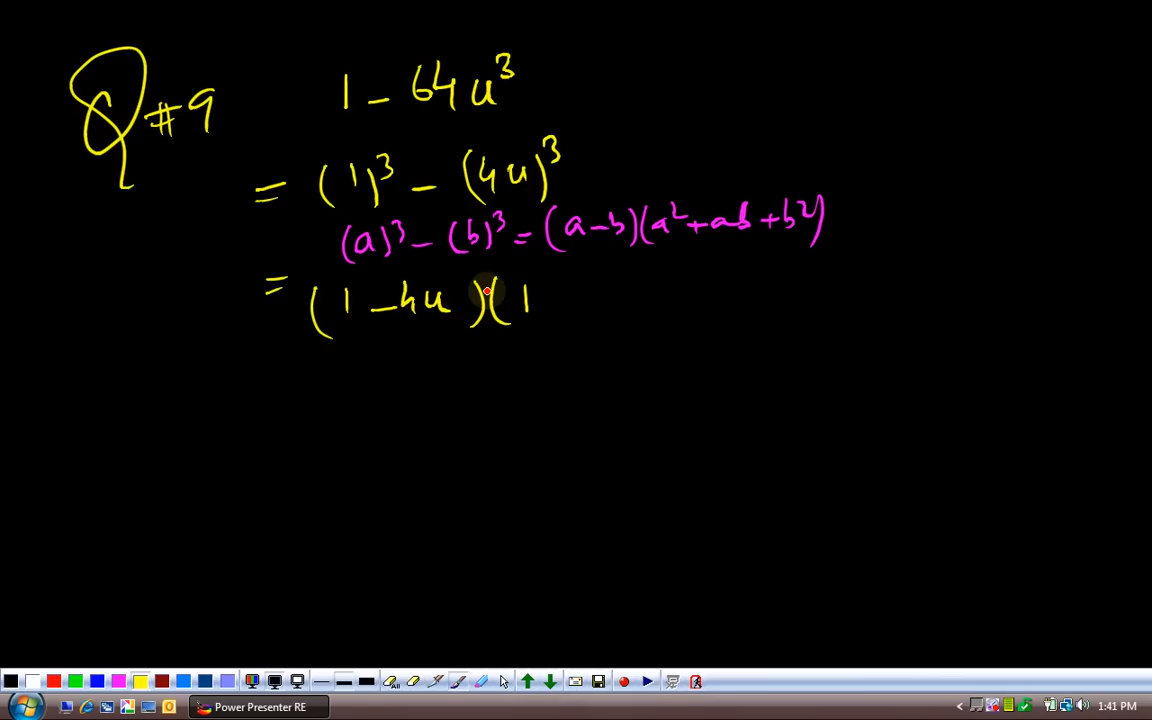 Q #9 1 - 64u³
= (1)³ - (4u)³
(a)³ - (b)³ = (a-b)(a²+ab+b²)
= (1 - 4u)(1
Power Presenter RE
1:41 PM